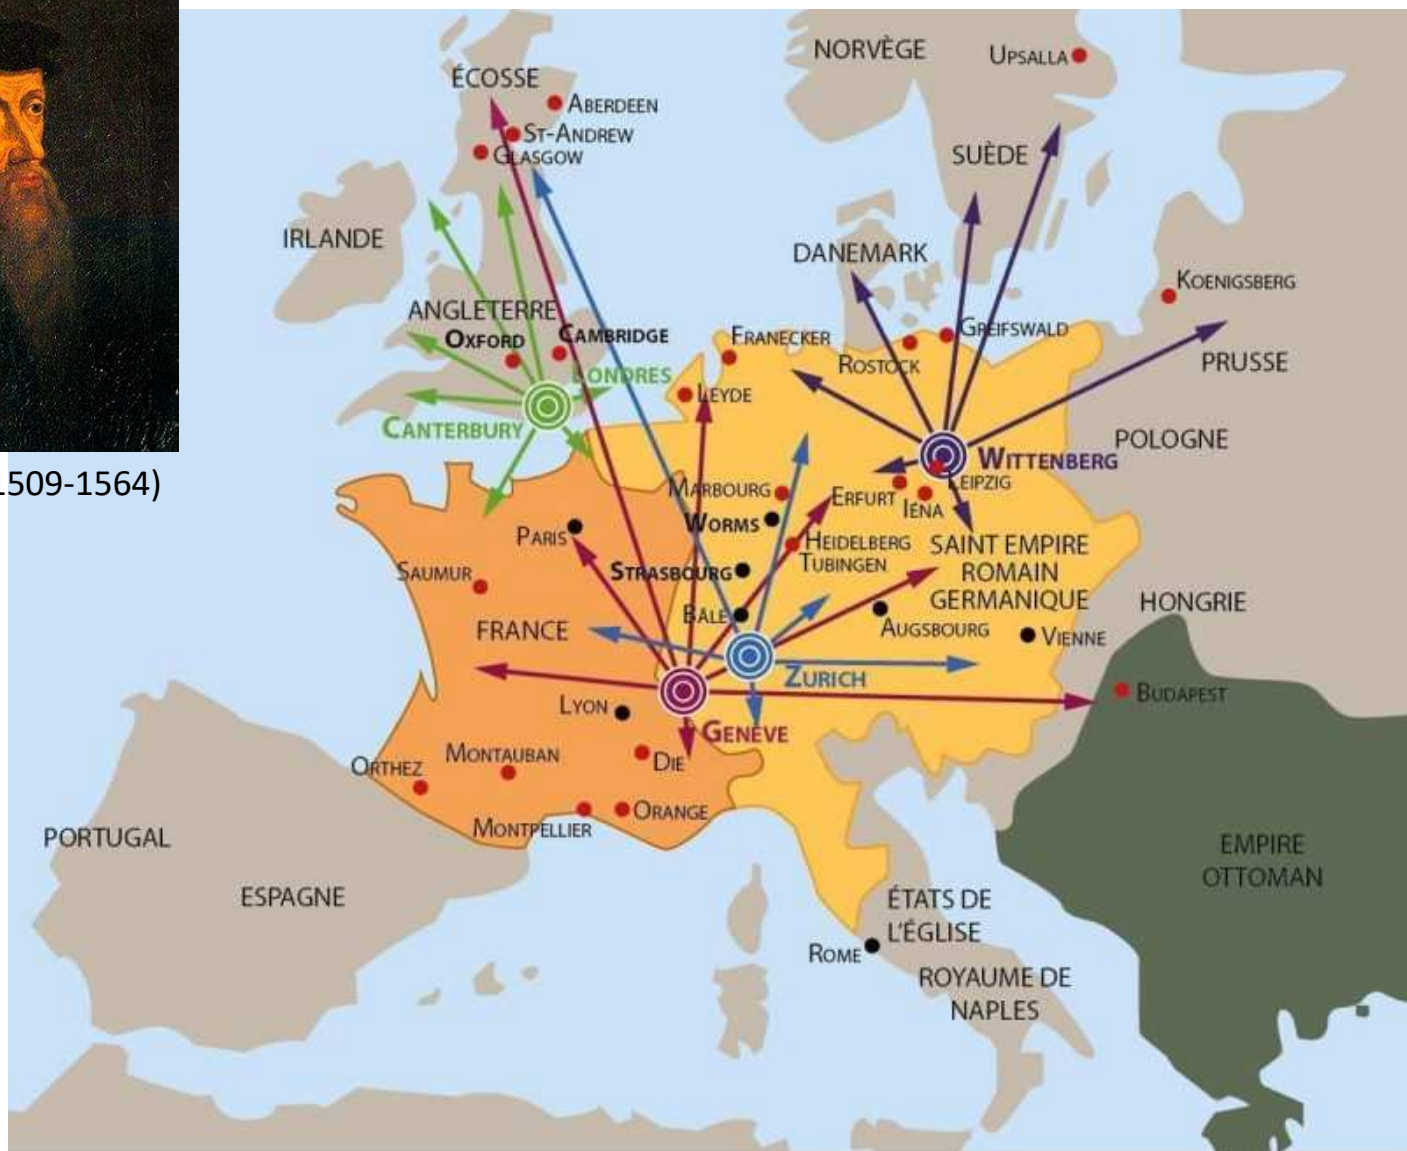 1509-1564)
NORVÈGE
UPSALLA
ÉCOSSE
ABERDEEN
ST-ANDREW
GLASGOW
SUÈDE
IRLANDE
DANEMARK
KOENIGSBERG
ANGLETERRE
OXFORD
CAMBRIDGE
FRANECKER
GREIFSWALD
ROSTOCK
PRUSSE
LONDRES
LEYDE
CANTERBURY
POLOGNE
WITTENBERG
LEIPZIG
MARBOURG
ERFURT
IÉNA
WORMS
PARIS
HEIDELBERG
TUBINGEN
SAINT EMPIRE
ROMAIN
GERMANIQUE
STRASBOURG
SAUMUR
HONGRIE
BÂLE
AUGSBOURG
VIENNE
FRANCE
ZURICH
BUDAPEST
LYON
GENÈVE
MONTAUBAN
DIE
ORTHEZ
ORANGE
MONTPELLIER
PORTUGAL
EMPIRE
OTTOMAN
ESPAGNE
ÉTATS DE
L'ÉGLISE
ROME
ROYAUME DE
NAPLES